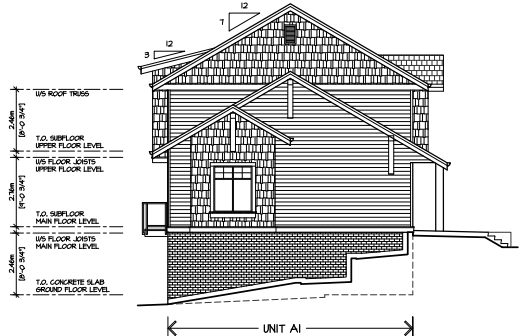 12
7
12
3
U/S ROOF TRUSS
2.46m
[8'-0 3/4"]
T.O. SUBFLOOR
UPPER FLOOR LEVEL
U/S FLOOR JOISTS
UPPER FLOOR LEVEL
2.76m
[9'-0 3/4"]
T.O. SUBFLOOR
MAIN FLOOR LEVEL
U/S FLOOR JOISTS
MAIN FLOOR LEVEL
2.46m
[8'-0 3/4"]
T.O. CONCRETE SLAB
GROUND FLOOR LEVEL
UNIT A1